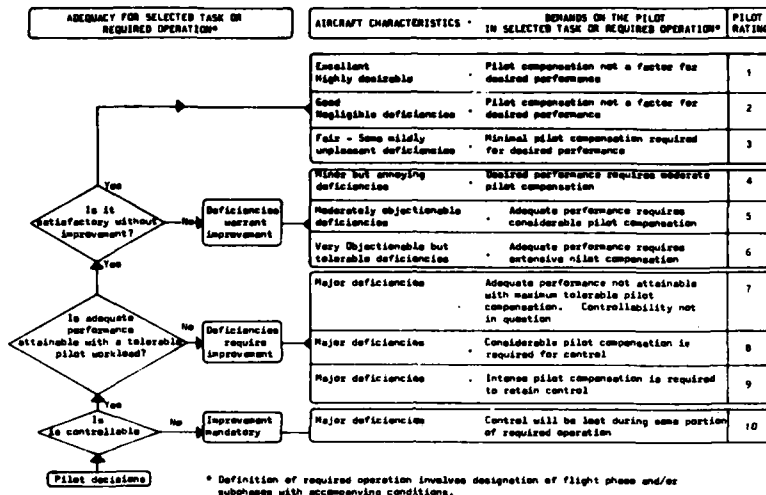 ADEQUACY FOR SELECTED TASK OR
REQUIRED OPERATION*
AIRCRAFT CHARACTERISTICS
DEMANDS ON THE PILOT
IN SELECTED TASK OR REQUIRED OPERATION*
PILOT
RATING
Excellent
Highly desirable
Pilot compensation not a factor for
desired performance
1
Good
Negligible deficiencies
Pilot compensation not a factor for
desired performance
2
Fair - Some mildly
unpleasant deficiencies
Minimal pilot compensation required
for desired performance
3
Yes
Is it
satisfactory without
improvement?
No
Deficiencies
warrant
improvement
Minor but annoying
deficiencies
Desired performance requires moderate
pilot compensation
4
Moderately objectionable
deficiencies
Adequate performance requires
considerable pilot compensation
5
Very Objectionable but
tolerable deficiencies
Adequate performance requires
extensive pilot compensation
6
Yes
Is adequate
performance
attainable with a tolerable
pilot workload?
No
Deficiencies
require
improvement
Major deficiencies
Adequate performance not attainable
with maximum tolerable pilot
compensation. Controllability not
in question
7
Major deficiencies
Considerable pilot compensation is
required for control
8
Major deficiencies
Intense pilot compensation is required
to retain control
9
Yes
Is
is controllable
No
Improvement
mandatory
Major deficiencies
Control will be lost during some portion
of required operation
10
Pilot decisions
* Definition of required operation involves designation of flight phase and/or
subphases with accompanying conditions.